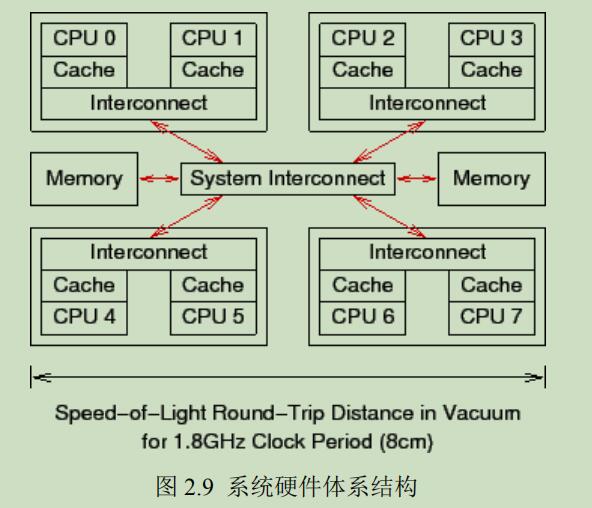 CPU 0 CPU 1 CPU 2 CPU 3
Cache Cache Cache Cache
Interconnect Interconnect
Memory System Interconnect Memory
Interconnect Interconnect
Cache Cache Cache Cache
CPU 4 CPU 5 CPU 6 CPU 7
Speed-of-Light Round-Trip Distance in Vacuum
for 1.8GHz Clock Period (8cm)
图 2.9 系统硬件体系结构